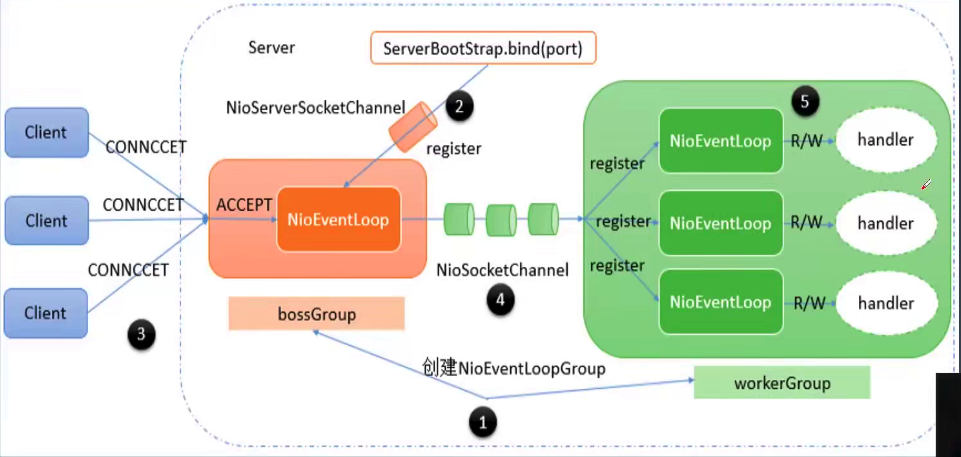 Server
ServerBootStrap.bind(port)
NioServerSocketChannel
2
register
5
Client
CONNCCET
Client
CONNCCET
Client
CONNCCET
3
ACCEPT
NioEventLoop
bossGroup
NioSocketChannel
4
register
register
register
NioEventLoop
R/W
handler
NioEventLoop
R/W
handler
NioEventLoop
R/W
handler
创建NioEventLoopGroup
workerGroup
1